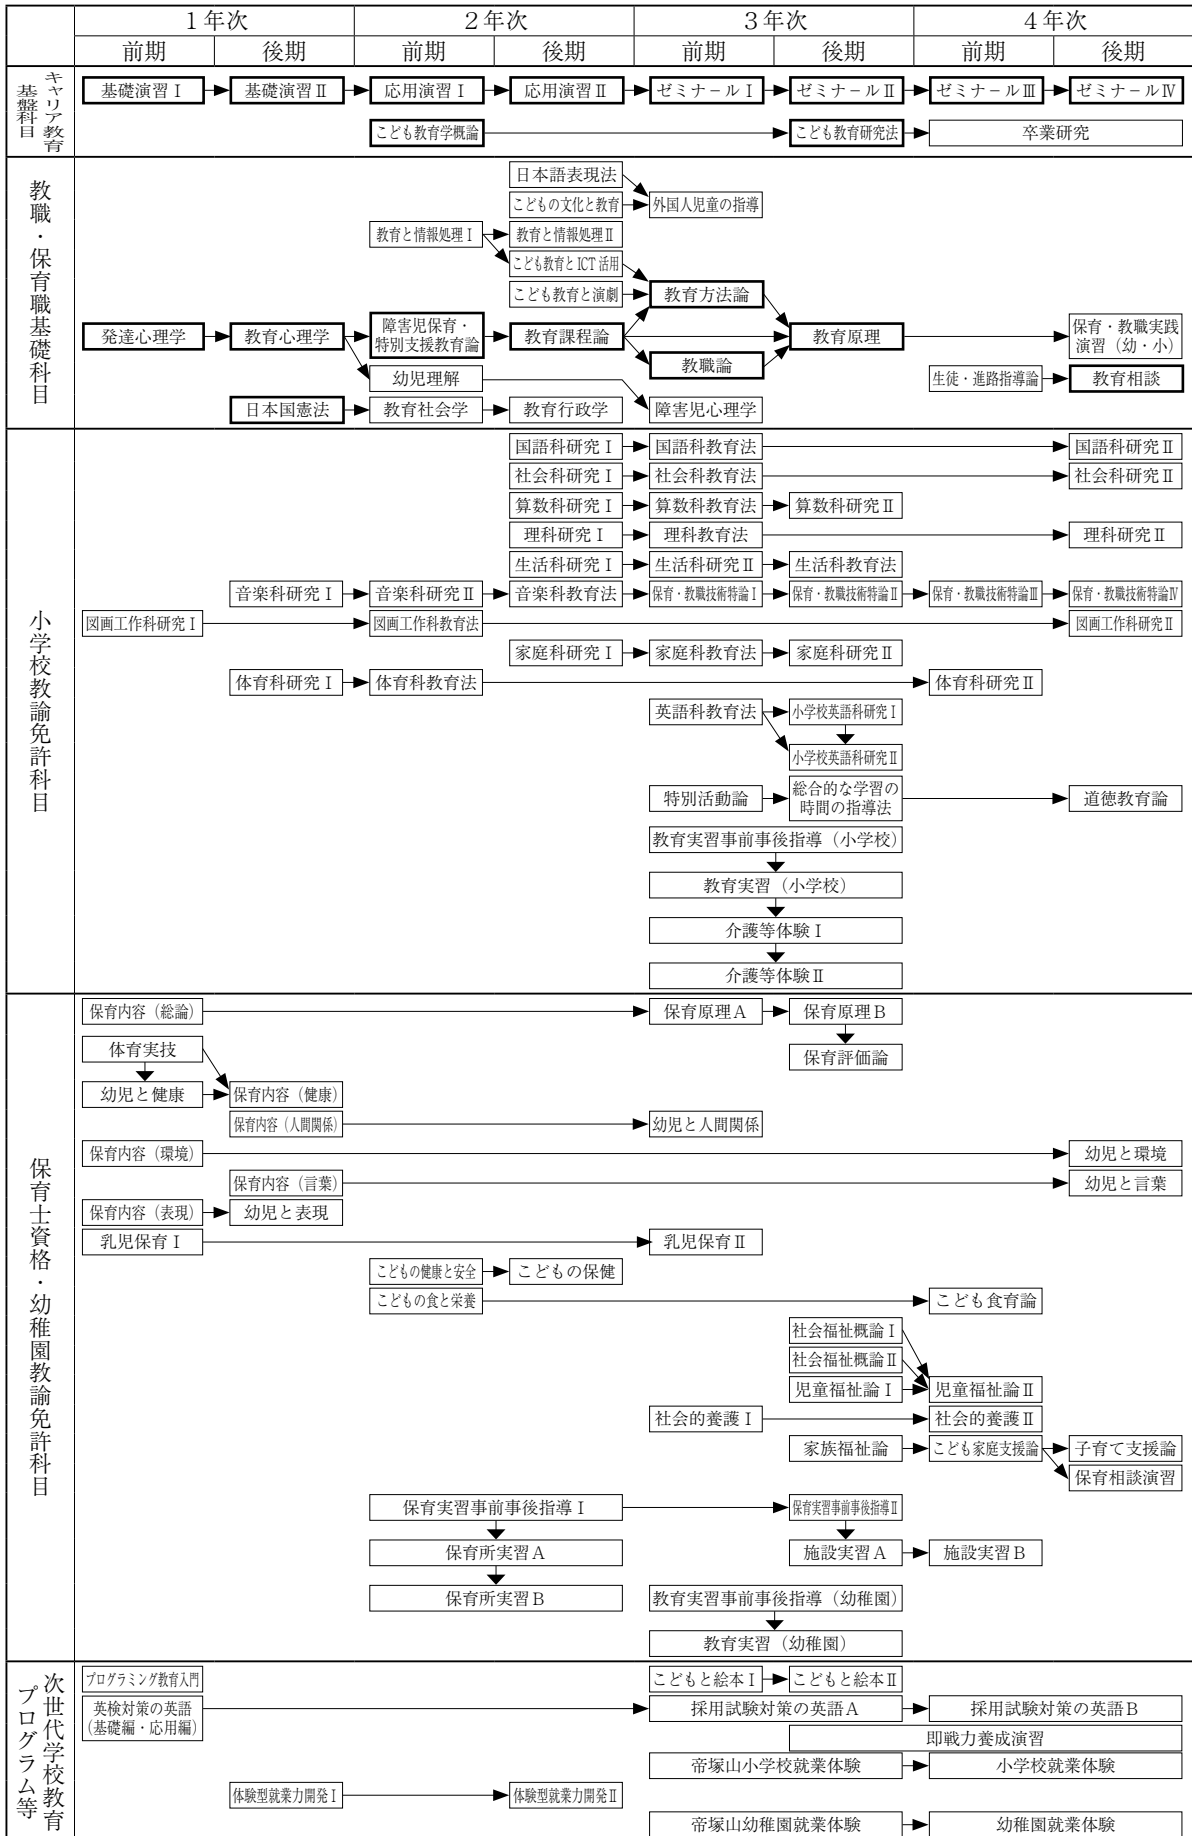 1年次 2年次 3年次 4年次
前期 後期 前期 後期 前期 後期 前期 後期
キャリア教育
基盤科目
基礎演習Ⅰ 基礎演習Ⅱ 応用演習Ⅰ 応用演習Ⅱ ゼミナールⅠ ゼミナールⅡ ゼミナールⅢ ゼミナールⅣ
こども教育学概論 こども教育研究法 卒業研究
教職・保育職基礎科目
日本語表現法
こどもの文化と教育 外国人児童の指導
教育と情報処理Ⅰ 教育と情報処理Ⅱ
こども教育とICT活用
こども教育と演劇 教育方法論
発達心理学 教育心理学 障害児保育・
特別支援教育論 教育課程論 教育原理 保育・教職実践
演習（幼・小）
教職論
幼児理解 生徒・進路指導論 教育相談
日本国憲法 教育社会学 教育行政学 障害児心理学
小学校教諭免許科目
国語科研究Ⅰ 国語科教育法 国語科研究Ⅱ
社会科研究Ⅰ 社会科教育法 社会科研究Ⅱ
算数科研究Ⅰ 算数科教育法 算数科研究Ⅱ
理科研究Ⅰ 理科教育法 理科研究Ⅱ
生活科研究Ⅰ 生活科研究Ⅱ 生活科教育法
音楽科研究Ⅰ 音楽科研究Ⅱ 音楽科教育法 保育・教職技術特論Ⅰ 保育・教職技術特論Ⅱ 保育・教職技術特論Ⅲ 保育・教職技術特論Ⅳ
図画工作科研究Ⅰ 図画工作科教育法 図画工作科研究Ⅱ
家庭科研究Ⅰ 家庭科教育法 家庭科研究Ⅱ
体育科研究Ⅰ 体育科教育法 体育科研究Ⅱ
英語科教育法 小学校英語科研究Ⅰ
小学校英語科研究Ⅱ
特別活動論 総合的な学習の
時間の指導法 道徳教育論
教育実習事前事後指導（小学校）
教育実習（小学校）
介護等体験Ⅰ
介護等体験Ⅱ
保育士資格・幼稚園教諭免許科目
保育内容（総論） 保育原理A 保育原理B
体育実技 保育評価論
幼児と健康 保育内容（健康）
保育内容（人間関係） 幼児と人間関係
保育内容（環境） 幼児と環境
保育内容（言葉） 幼児と言葉
保育内容（表現） 幼児と表現
乳児保育Ⅰ 乳児保育Ⅱ
こどもの健康と安全 こどもの保健
こどもの食と栄養 こども食育論
社会福祉概論Ⅰ
社会福祉概論Ⅱ
児童福祉論Ⅰ 児童福祉論Ⅱ
社会的養護Ⅰ 社会的養護Ⅱ
家族福祉論 こども家庭支援論 子育て支援論
保育相談演習
保育実習事前事後指導Ⅰ 保育実習事前事後指導Ⅱ
保育所実習A 施設実習A 施設実習B
保育所実習B 教育実習事前事後指導（幼稚園）
教育実習（幼稚園）
次世代学校教育
プログラム等
プログラミング教育入門 こどもと絵本Ⅰ こどもと絵本Ⅱ
英検対策の英語
（基礎編・応用編） 採用試験対策の英語A 採用試験対策の英語B
即戦力養成演習
帝塚山小学校就業体験 小学校就業体験
体験型就業力開発Ⅰ 体験型就業力開発Ⅱ
帝塚山幼稚園就業体験 幼稚園就業体験